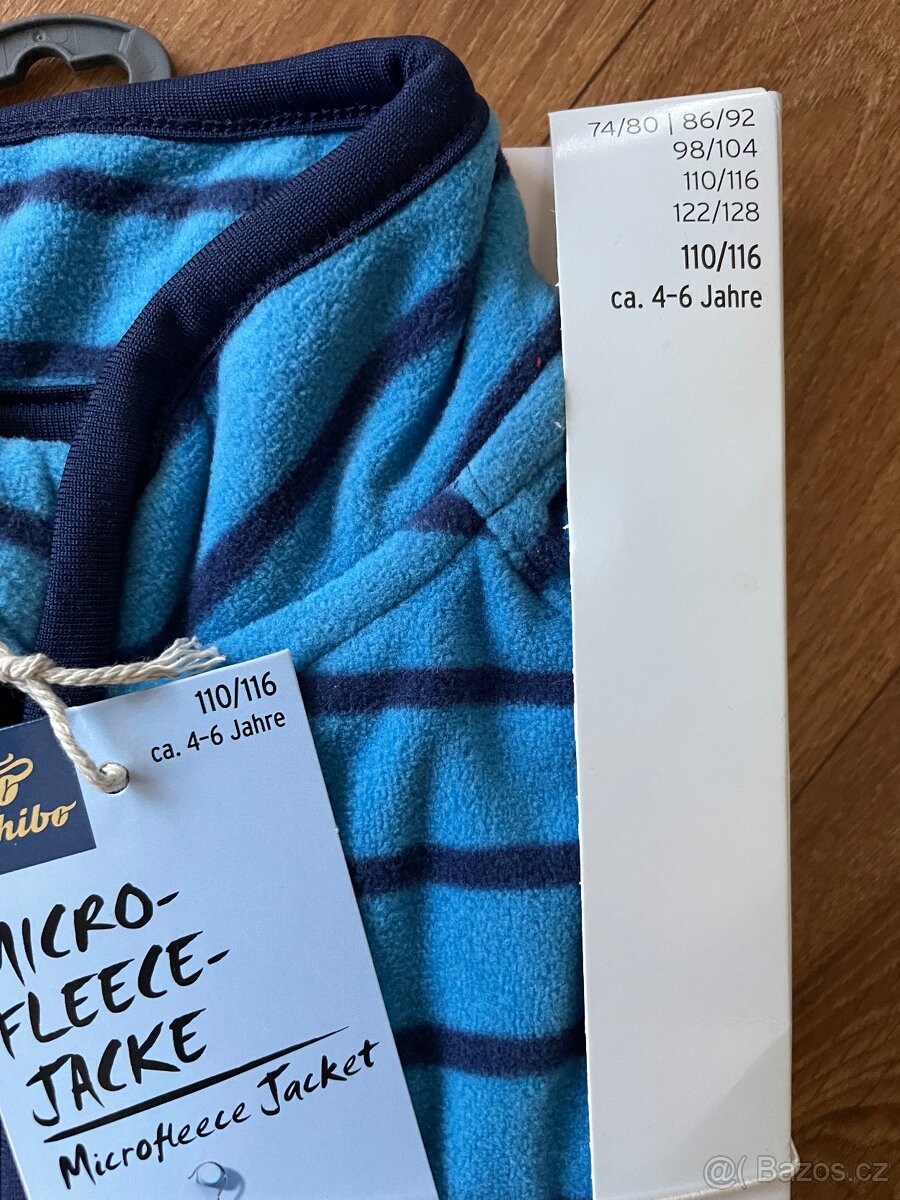 74/80 | 86/92
98/104
110/116
122/128
110/116
ca. 4-6 Jahre
110/116
ca. 4-6 Jahre
hibo
MICRO-
FLEECE-
JACKE
Microfleece Jacket
@( Bazos.cz